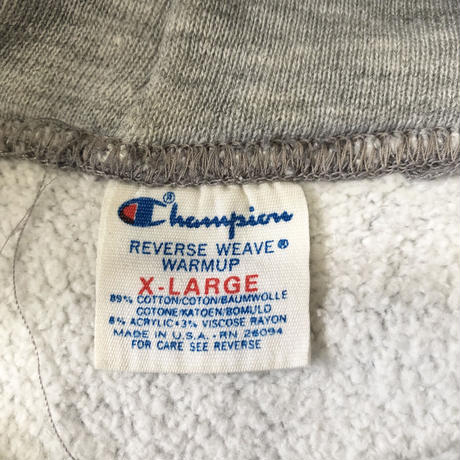 Champion®
REVERSE WEAVE®
WARMUP
X-LARGE
89% COTTON/COTON/BAUMWOLLE
COTONE/KATOEN/BOMULD
8% ACRYLIC•3% VISCOSE RAYON
MADE IN U.S.A.-RN 26094
FOR CARE SEE REVERSE